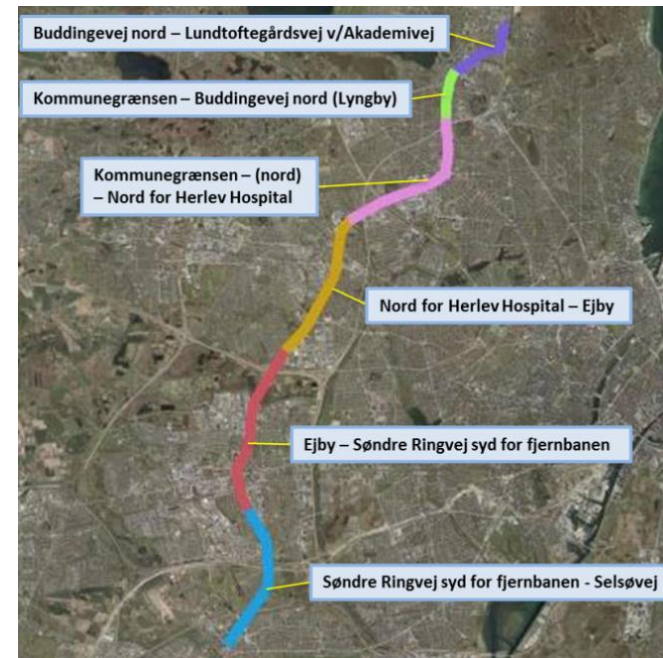 Buddingevej nord – Lundtoftegårdsvej v/Akademivej
Kommunegrænsen – Buddingevej nord (Lyngby)
Kommunegrænsen – (nord)
– Nord for Herlev Hospital
Nord for Herlev Hospital – Ejby
Ejby – Søndre Ringvej syd for fjernbanen
Søndre Ringvej syd for fjernbanen - Selsøvej